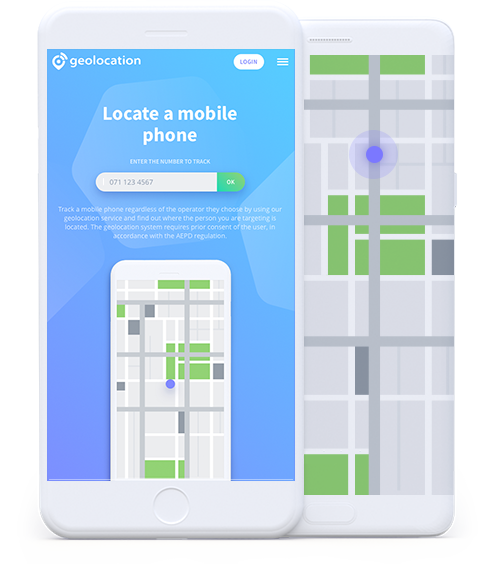 geolocation
LOGIN
Locate a mobile
phone
ENTER THE NUMBER TO TRACK
071 123 4567
OK
Track a mobile phone regardless of the operator they choose by using our
geolocation service and find out where the person you are targeting is
located. The geolocation system requires prior consent of the user, in
accordance with the AEPD regulation.